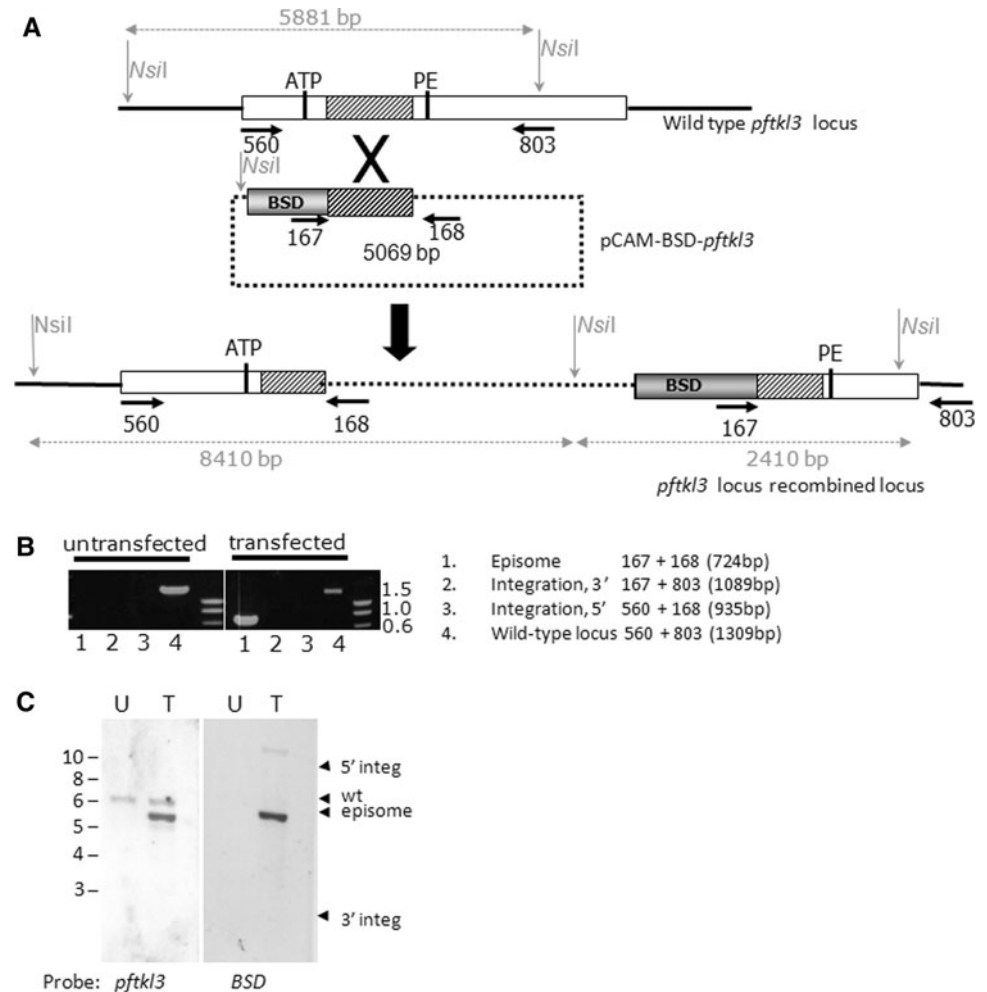 A
5881 bp
NsiI
NsiI
ATP
PE
Wild type pftkl3 locus
560
803
NsiI
X
BSD
167
168
5069 bp
pCAM-BSD-pftkl3
NsiI
NsiI
NsiI
ATP
PE
BSD
560
168
167
803
8410 bp
2410 bp
pftkl3 locus recombined locus
B
untransfected transfected
1.5
1.0
0.6
1 2 3 4 1 2 3 4
1. Episome 167 + 168 (724bp)
2. Integration, 3' 167 + 803 (1089bp)
3. Integration, 5' 560 + 168 (935bp)
4. Wild-type locus 560 + 803 (1309bp)
C
U T U T
10
8
6
5
4
3
5' integ
wt
episome
3' integ
Probe: pftkl3 BSD